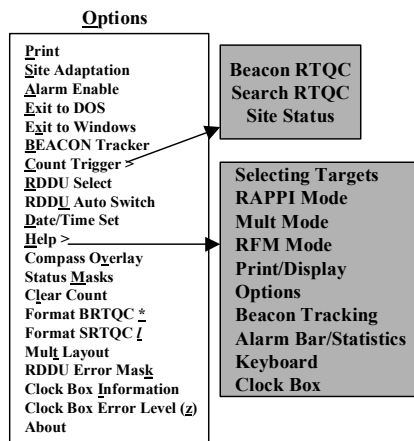 Options
Print
Site Adaptation
Alarm Enable
Exit to DOS
Exit to Windows
BEACON Tracker
Count Trigger >
RDDU Select
RDDU Auto Switch
Date/Time Set
Help >
Compass Overlay
Status Masks
Clear Count
Format BRTQC *
Format SRTQC /
Mult Layout
RDDU Error Mask
Clock Box Information
Clock Box Error Level (z)
About
Beacon RTQC
Search RTQC
Site Status
Selecting Targets
RAPPI Mode
Mult Mode
RFM Mode
Print/Display
Options
Beacon Tracking
Alarm Bar/Statistics
Keyboard
Clock Box